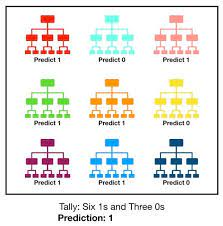 Predict 1 Predict 0 Predict 1
Predict 1 Predict 1 Predict 0
Predict 1 Predict 1 Predict 0
Tally: Six 1s and Three 0s
Prediction: 1